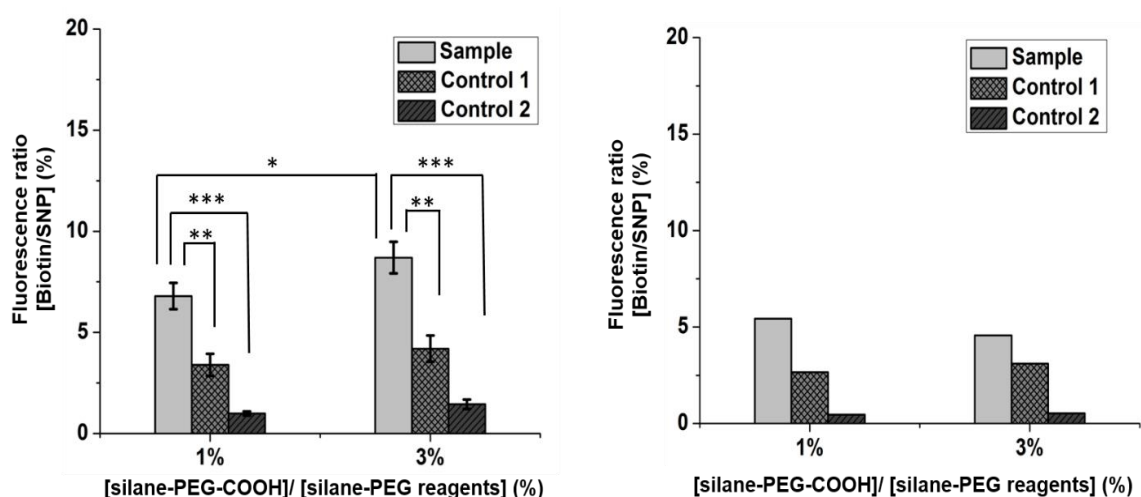 20
15
10
5
0
Fluorescence ratio
[Biotin/SNP] (%)
Sample
Control 1
Control 2
*
***
**
***
**
1%
3%
[silane-PEG-COOH]/ [silane-PEG reagents] (%)
20
15
10
5
0
Fluorescence ratio
[Biotin/SNP] (%)
Sample
Control 1
Control 2
1%
3%
[silane-PEG-COOH]/ [silane-PEG reagents] (%)